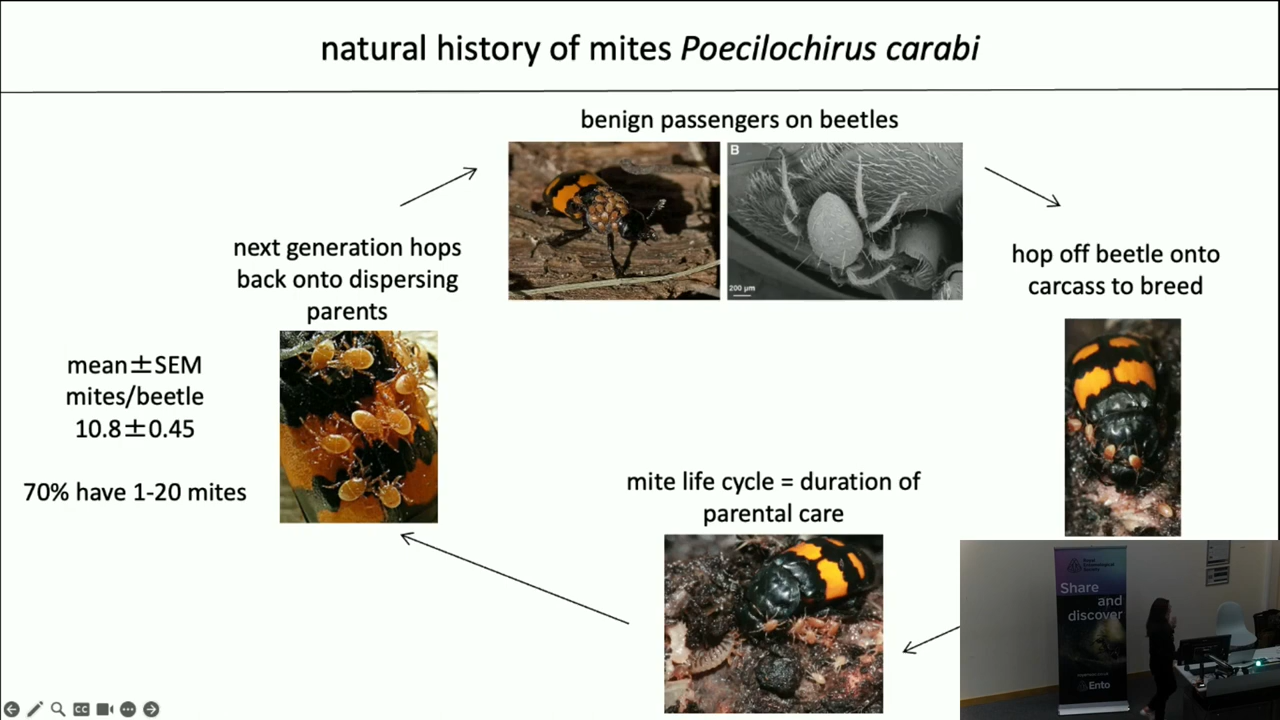 natural history of mites Poecilochirus carabi
benign passengers on beetles
B
200 µm
next generation hops
back onto dispersing
parents
hop off beetle onto
carcass to breed
mean±SEM
mites/beetle
10.8±0.45
70% have 1-20 mites
mite life cycle = duration of
parental care
Share
and
discover
Ento
CC